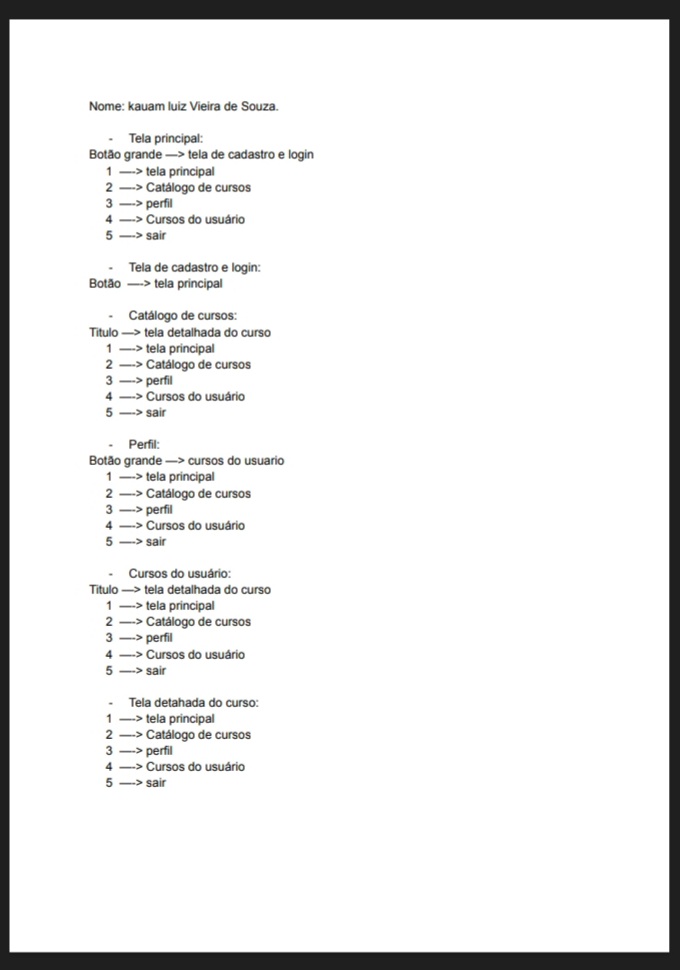 Nome: kauam luiz Vieira de Souza.
- Tela principal:
Botão grande —> tela de cadastro e login
1 —-> tela principal
2 —-> Catálogo de cursos
3 —-> perfil
4 —-> Cursos do usuário
5 —-> sair
- Tela de cadastro e login:
Botão —-> tela principal
- Catálogo de cursos:
Titulo —> tela detalhada do curso
1 —-> tela principal
2 —-> Catálogo de cursos
3 —-> perfil
4 —-> Cursos do usuário
5 —-> sair
- Perfil:
Botão grande —> cursos do usuario
1 —-> tela principal
2 —-> Catálogo de cursos
3 —-> perfil
4 —-> Cursos do usuário
5 —-> sair
- Cursos do usuário:
Titulo —> tela detalhada do curso
1 —-> tela principal
2 —-> Catálogo de cursos
3 —-> perfil
4 —-> Cursos do usuário
5 —-> sair
- Tela detahada do curso:
1 —-> tela principal
2 —-> Catálogo de cursos
3 —-> perfil
4 —-> Cursos do usuário
5 —-> sair